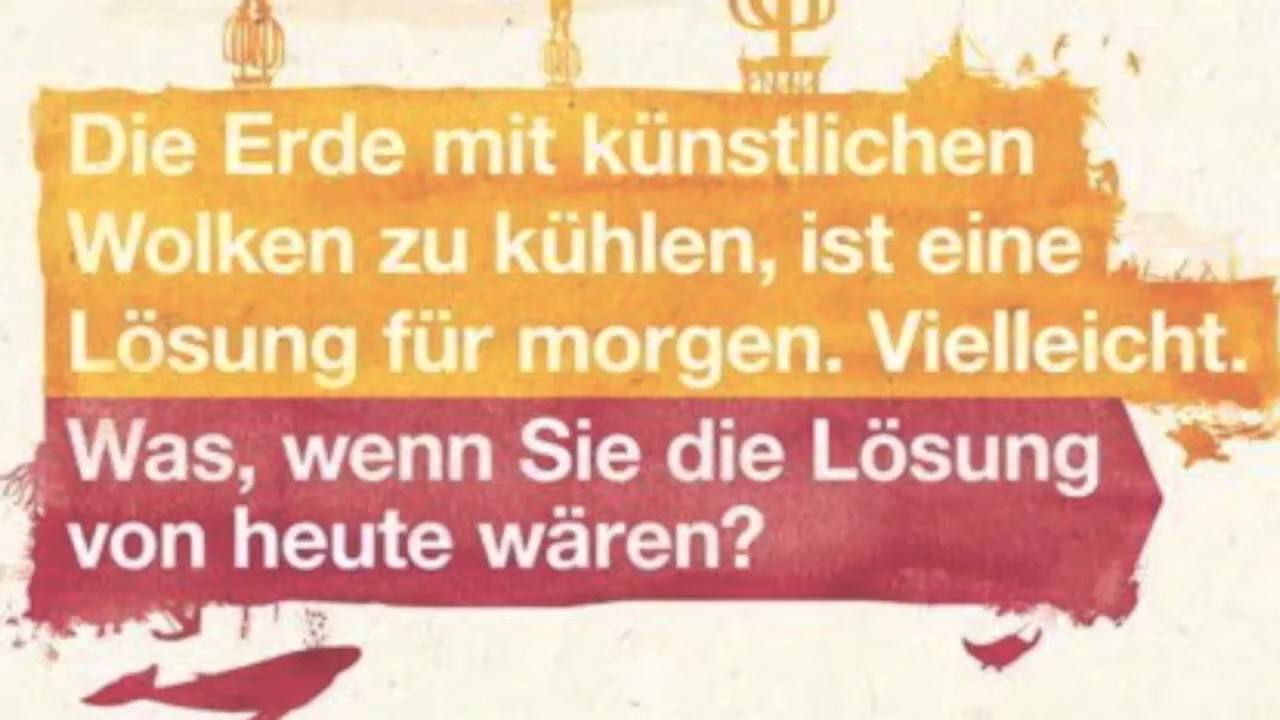 Die Erde mit künstlichen
Wolken zu kühlen, ist eine
Lösung für morgen. Vielleicht.
Was, wenn Sie die Lösung
von heute wären?